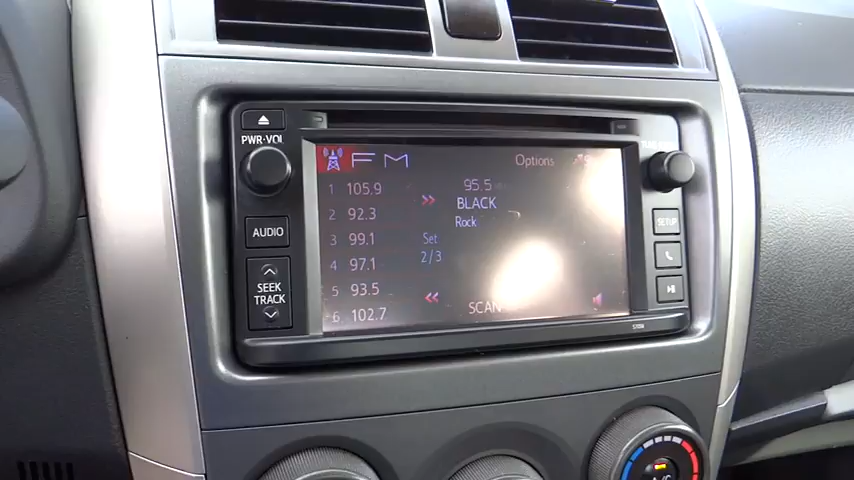 PWR·VOL
FM
Options
1 105.9
2 92.3
3 99.1
4 97.1
5 93.5
6 102.7
95.5
BLACK
Rock
Set
2/3
SCAN
AUDIO
SEEK
TRACK
SETUP
A/C